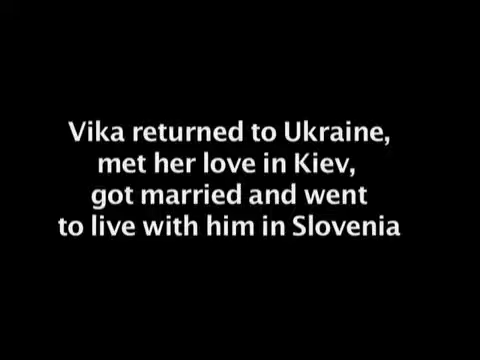 Vika returned to Ukraine,
met her love in Kiev,
got married and went
to live with him in Slovenia